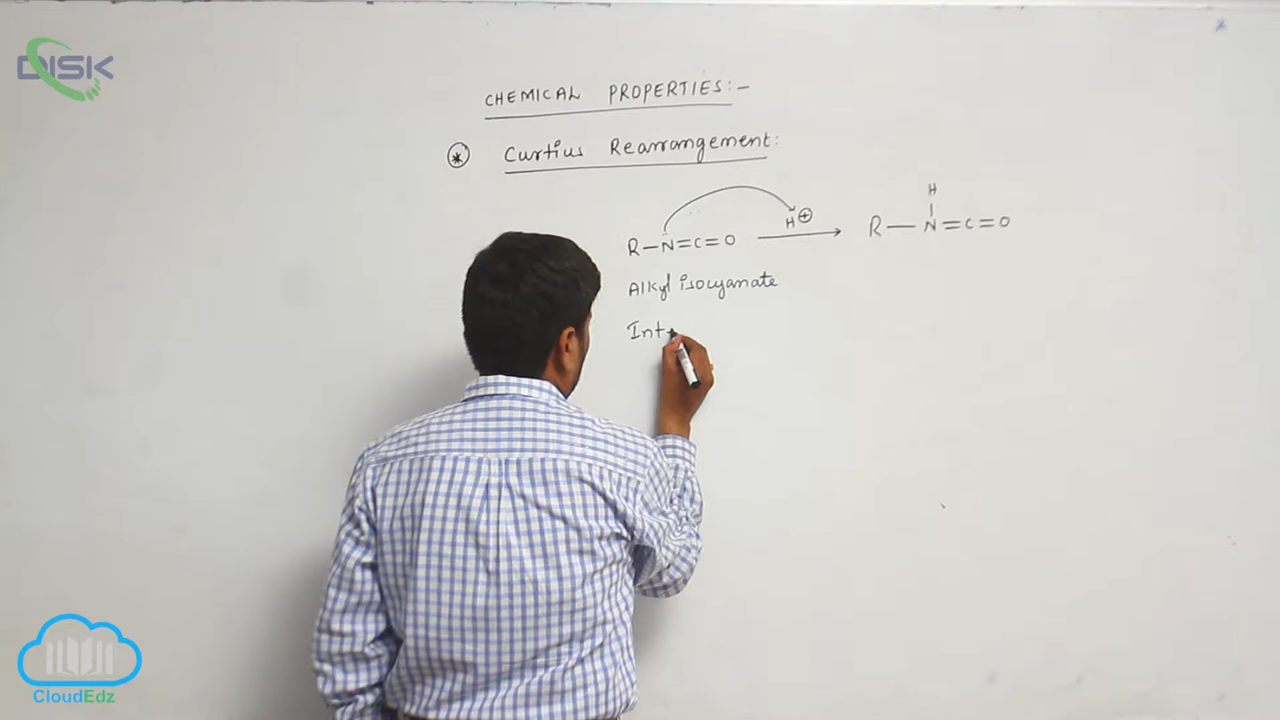 DISK
CHEMICAL PROPERTIES:-
* Curtius Rearrangement:
R-N=C=O H⊕ → R-N=C=O
H
Alkyl isocyanate
Int
CloudEdz